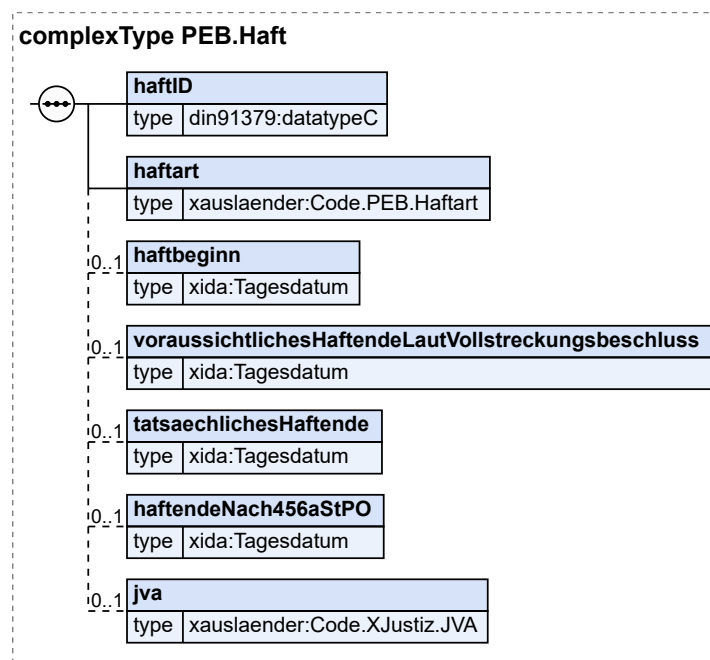 complexType PEB.Haft
haftID
type din91379:datatypeC
haftart
type xauslaender:Code.PEB.Haftart
0..1 haftbeginn
type xida:Tagesdatum
0..1 voraussichtlichesHaftendeLautVollstreckungsbeschluss
type xida:Tagesdatum
0..1 tatsaechlichesHaftende
type xida:Tagesdatum
0..1 haftendeNach456aStPO
type xida:Tagesdatum
0..1 jva
type xauslaender:Code.XJustiz.JVA